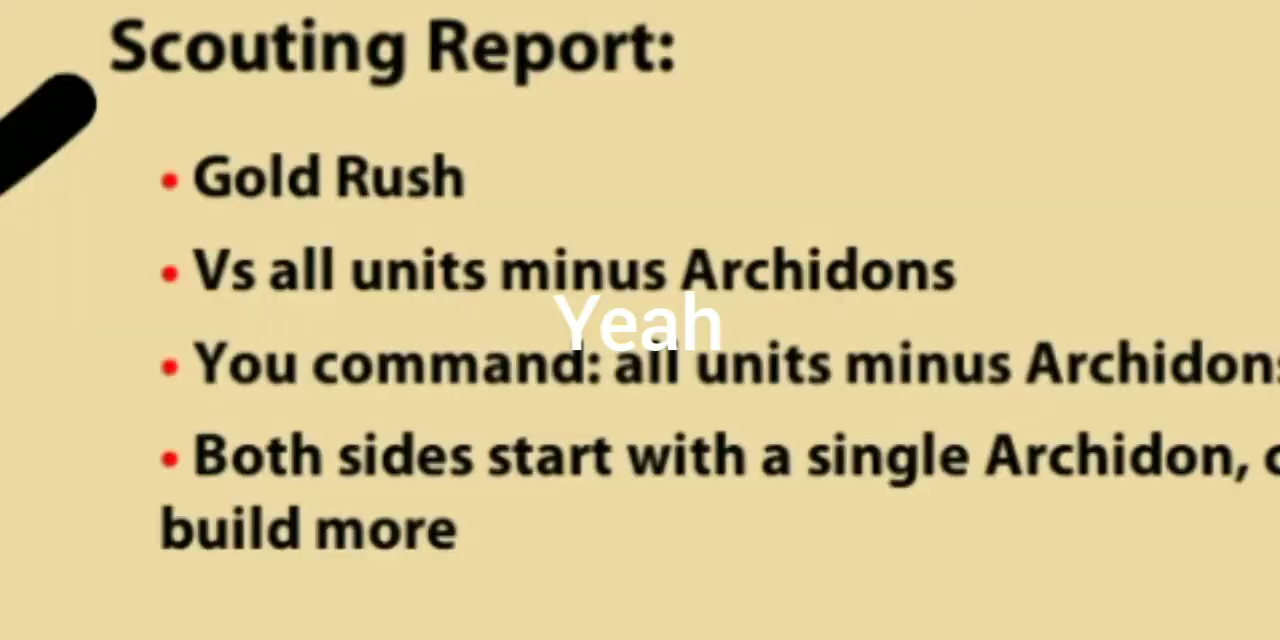 Scouting Report:
• Gold Rush
• Vs all units minus Archidons
Yeah
• You command: all units minus Archidons
• Both sides start with a single Archidon,
build more